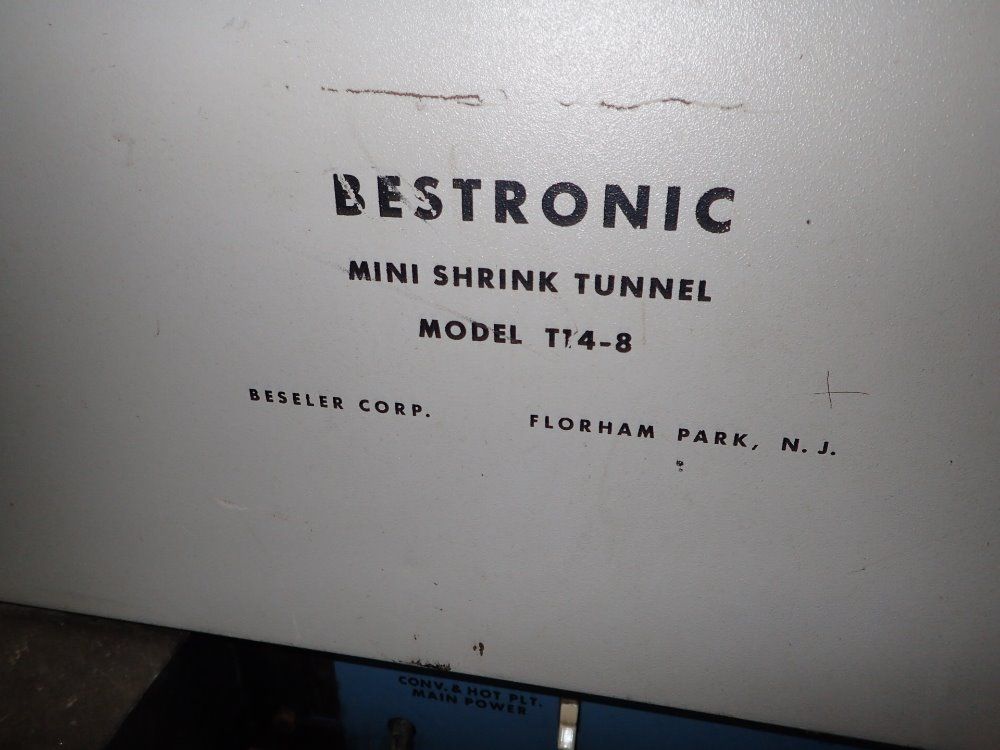 BESTRONIC
MINI SHRINK TUNNEL
MODEL T14-8
BESELER CORP. FLORHAM PARK, N. J.
CONV. & HOT PLT.
MAIN POWER